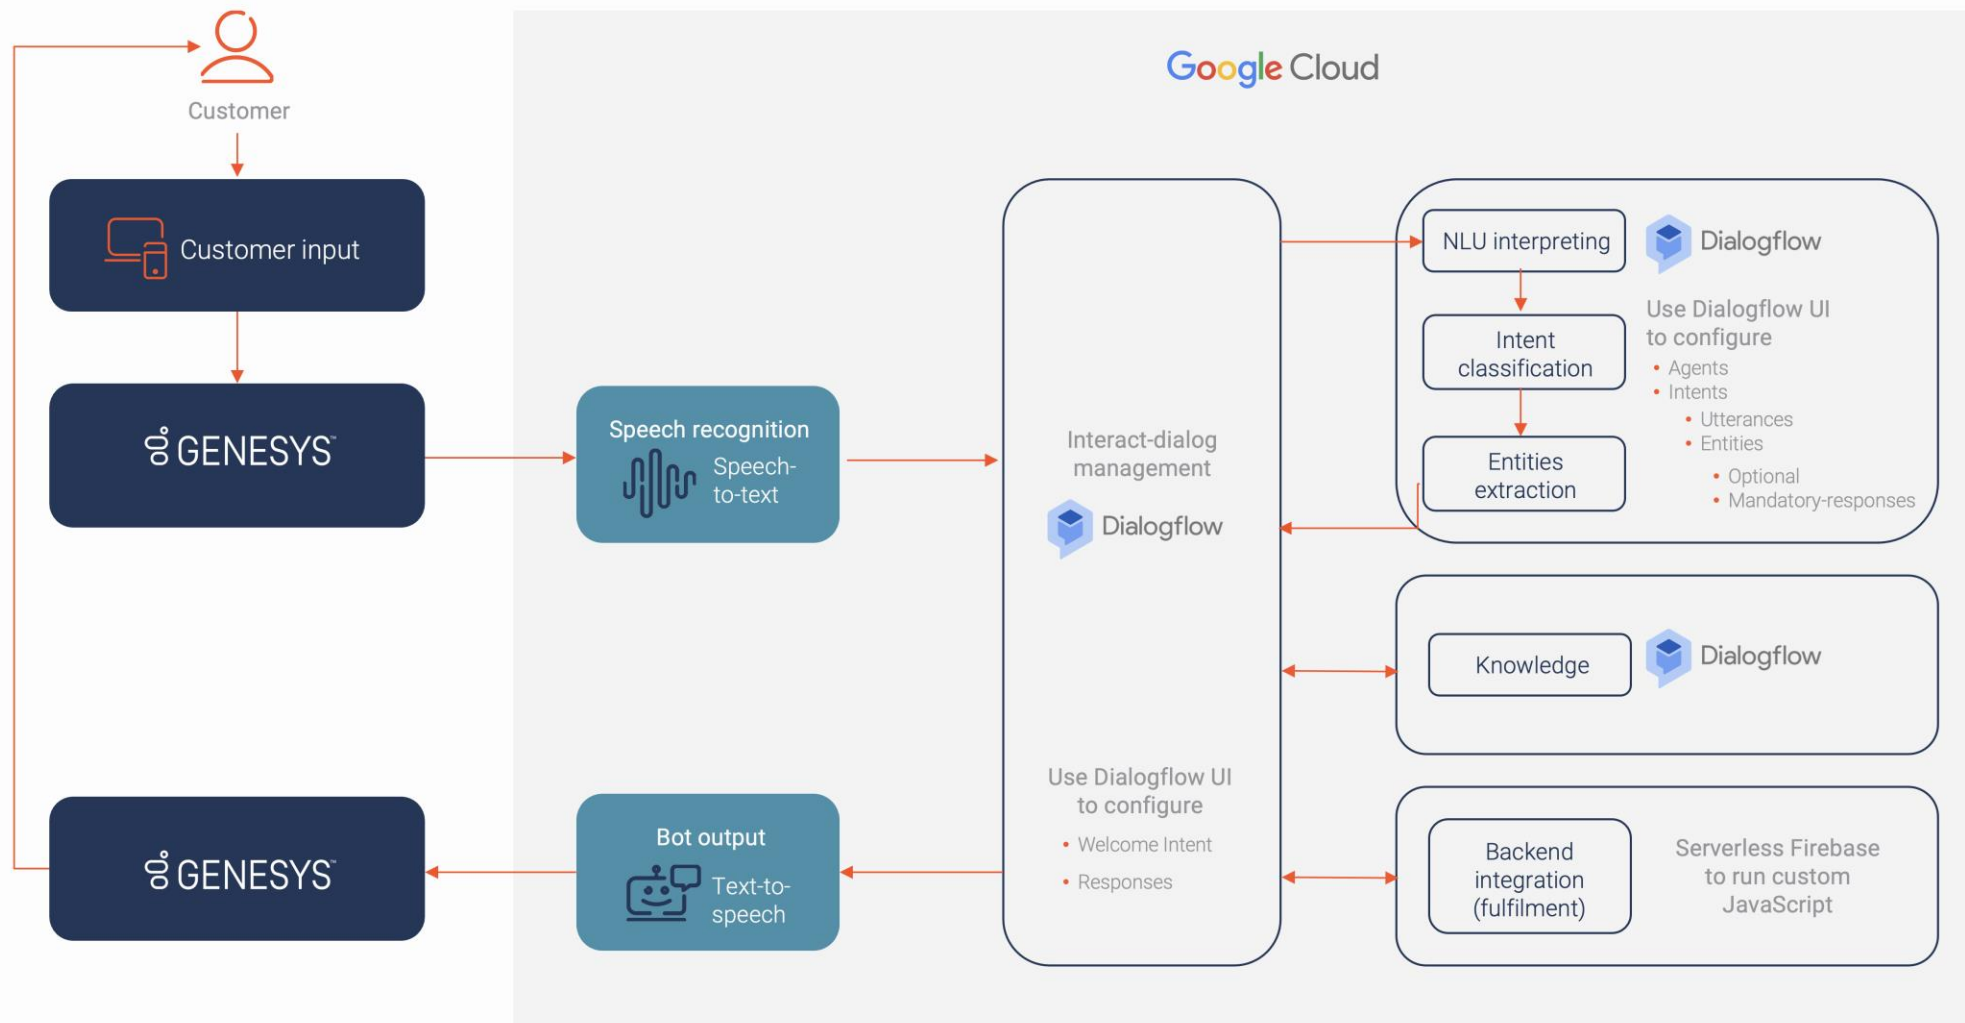 Google Cloud
Customer
Customer input
GENESYS™
Speech recognition
Speech-
to-text
Interact-dialog
management
Dialogflow
Use Dialogflow UI
to configure
• Welcome Intent
• Responses
NLU interpreting
Intent
classification
Entities
extraction
Dialogflow
Use Dialogflow UI
to configure
• Agents
• Intents
• Utterances
• Entities
• Optional
• Mandatory-responses
Knowledge
Dialogflow
Backend
integration
(fulfilment)
Serverless Firebase
to run custom
JavaScript
Bot output
Text-to-
speech
GENESYS™